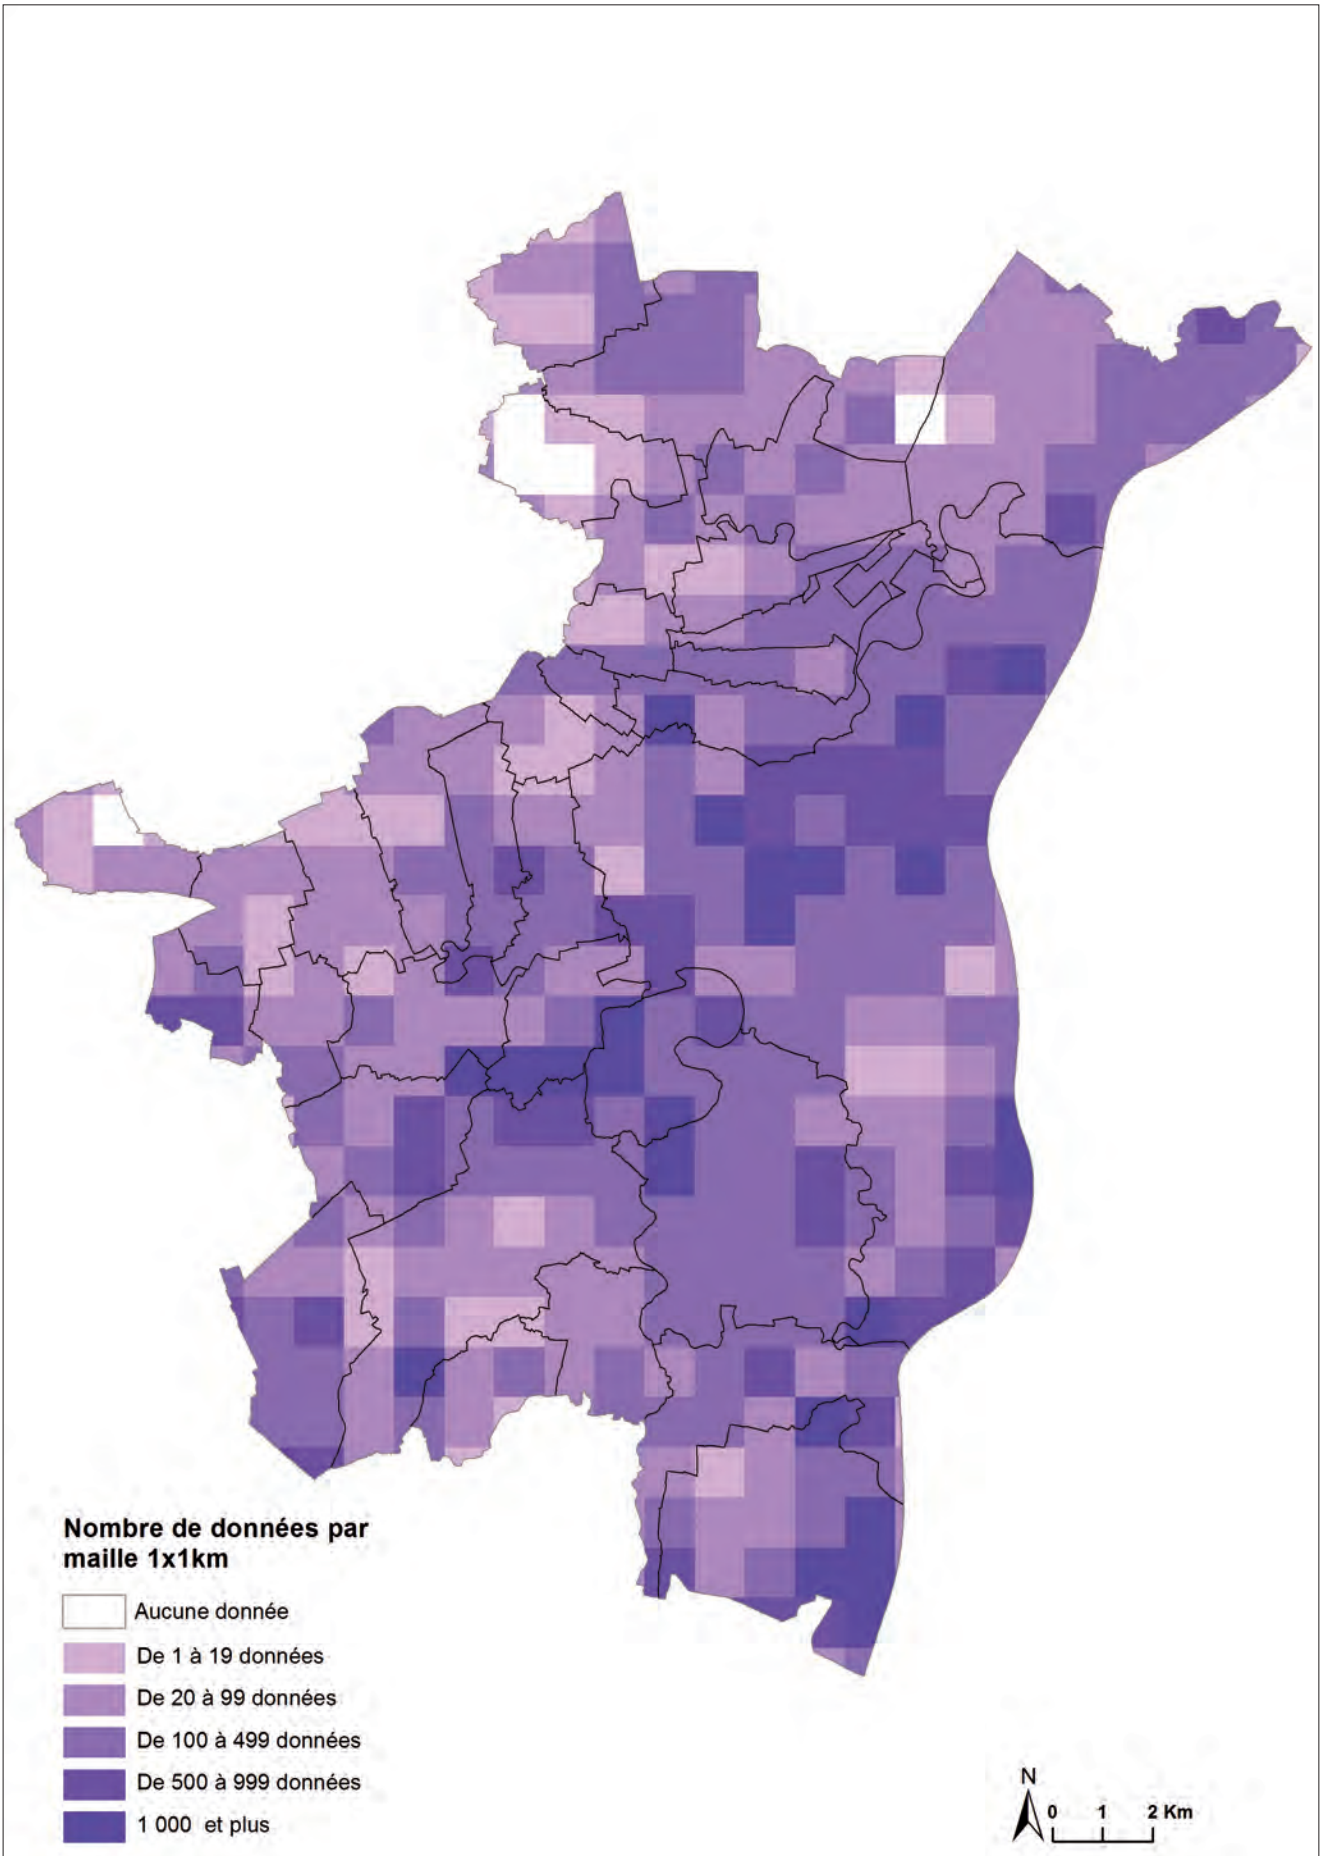 Nombre de données par
maille 1x1km
Aucune donnée
De 1 à 19 données
De 20 à 99 données
De 100 à 499 données
De 500 à 999 données
1 000 et plus
N
0 1 2 Km